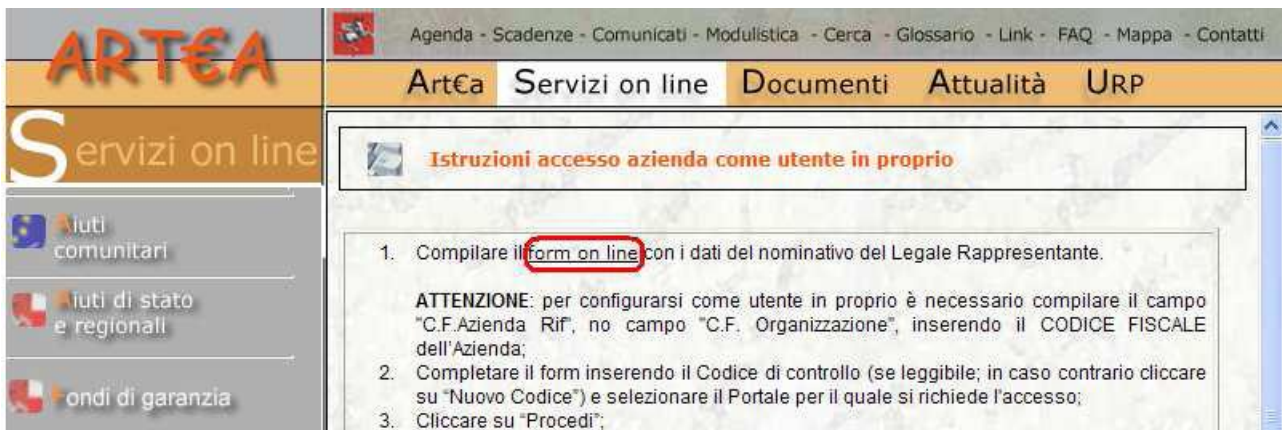 ART€A
Agenda - Scadenze - Comunicati - Modulistica - Cerca - Glossario - Link - FAQ - Mappa - Contatti
Art€a Servizi on line Documenti Attualità URP
Servizi on line
Istruzioni accesso azienda come utente in proprio
Aiuti
comunitari
Aiuti di stato
e regionali
Fondi di garanzia
1. Compilare il form on line con i dati del nominativo del Legale Rappresentante.
ATTENZIONE: per configurarsi come utente in proprio è necessario compilare il campo
"C.F.Azienda Rif", no campo "C.F. Organizzazione", inserendo il CODICE FISCALE
dell'Azienda;
2. Completare il form inserendo il Codice di controllo (se leggibile; in caso contrario cliccare
su "Nuovo Codice") e selezionare il Portale per il quale si richiede l'accesso;
3. Cliccare su "Procedi";